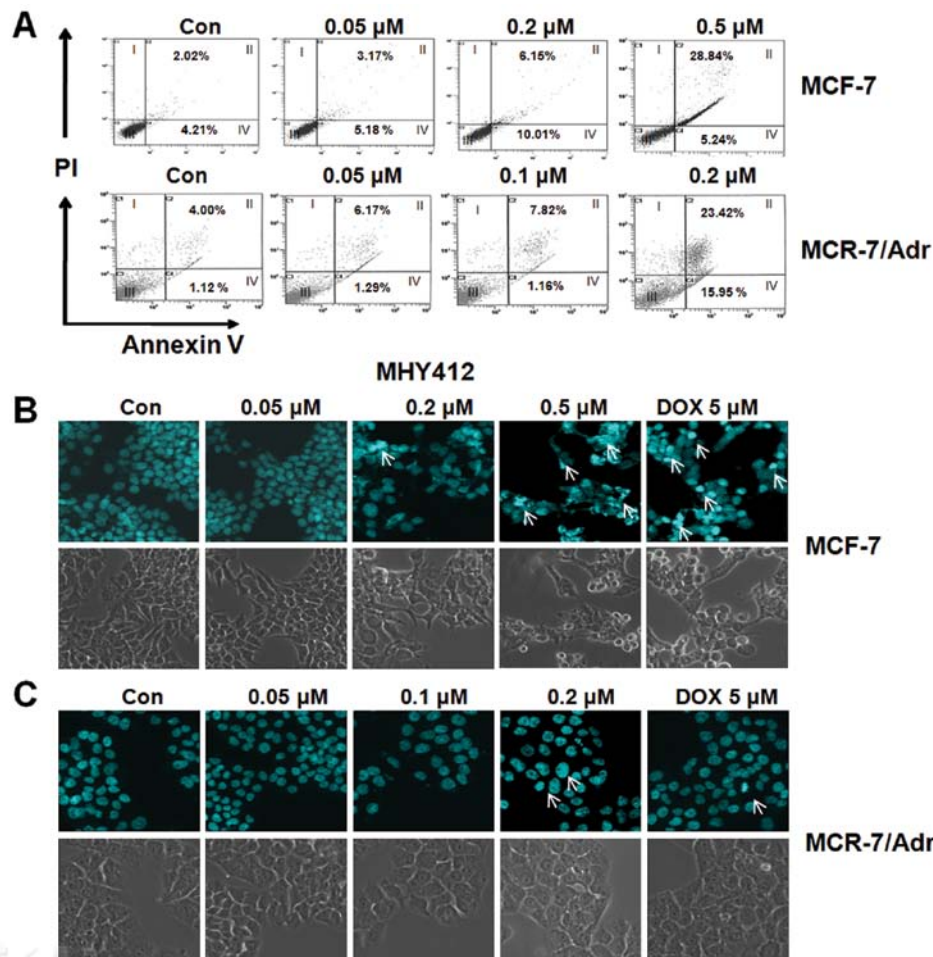 A
Con 0.05 µM 0.2 µM 0.5 µM
I II I II I II I II
2.02% 3.17% 6.15% 28.84%
III 4.21% IV III 5.18% IV III 10.01% IV III 5.24% IV
MCF-7
PI
Con 0.05 µM 0.1 µM 0.2 µM
I II I II I II I II
4.00% 6.17% 7.82% 23.42%
III 1.12% IV III 1.29% IV III 1.16% IV III 15.95 % IV
MCR-7/Adr
Annexin V
MHY412
B
Con 0.05 µM 0.2 µM 0.5 µM DOX 5 µM
MCF-7
C
Con 0.05 µM 0.1 µM 0.2 µM DOX 5 µM
MCR-7/Adr